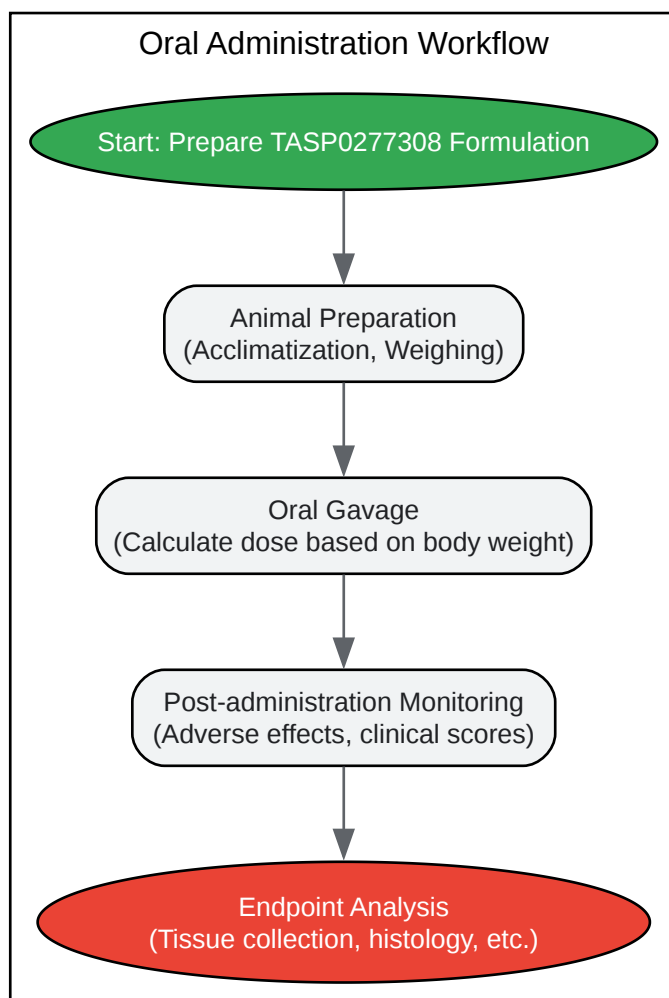 Oral Administration Workflow
Start: Prepare TASP0277308 Formulation
Animal Preparation
(Acclimatization, Weighing)
Oral Gavage
(Calculate dose based on body weight)
Post-administration Monitoring
(Adverse effects, clinical scores)
Endpoint Analysis
(Tissue collection, histology, etc.)